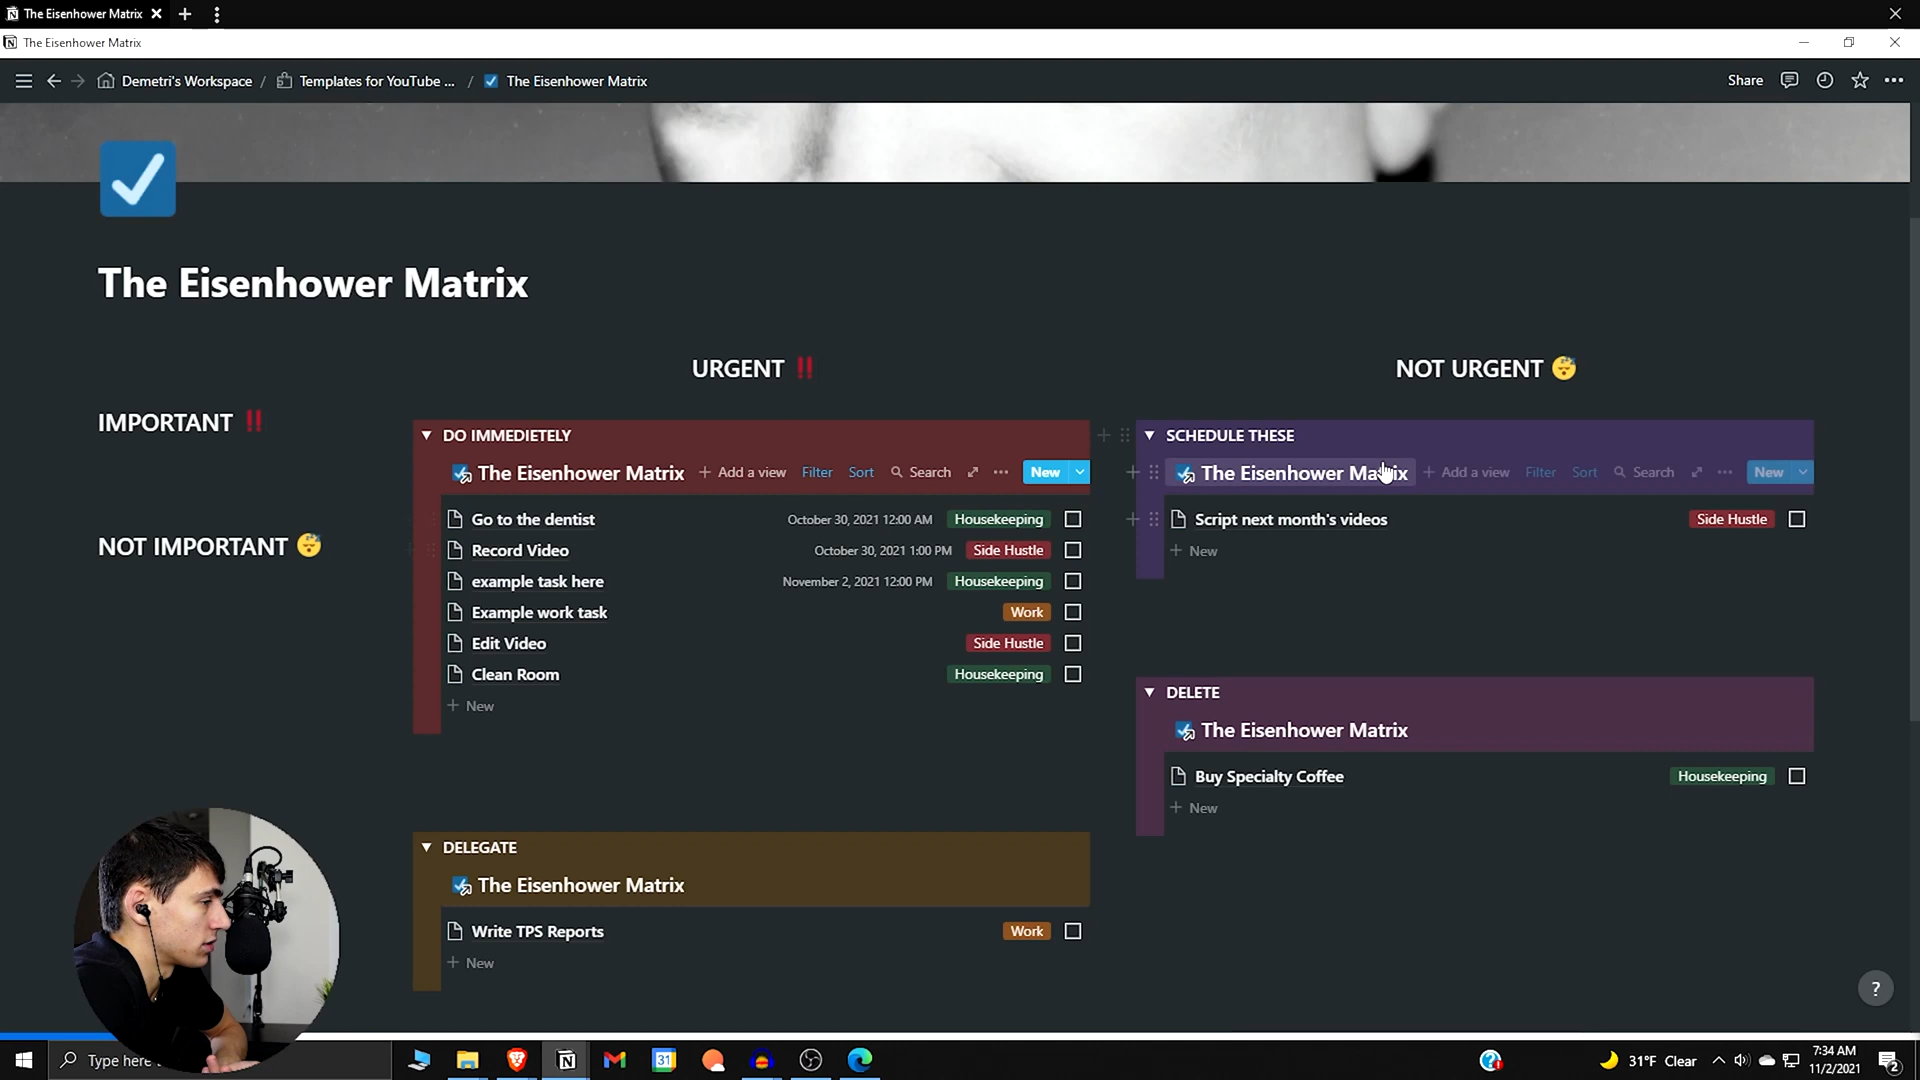 The Eisenhower Matrix
The Eisenhower Matrix
Demetri's Workspace / Templates for YouTube ... / The Eisenhower Matrix
Share
The Eisenhower Matrix
URGENT ‼
NOT URGENT 😴
IMPORTANT ‼
NOT IMPORTANT 😴
DO IMMEDIETELY
The Eisenhower Matrix + Add a view Filter Sort Search ... New
Go to the dentist October 30, 2021 12:00 AM Housekeeping
Record Video October 30, 2021 1:00 PM Side Hustle
example task here November 2, 2021 12:00 PM Housekeeping
Example work task Work
Edit Video Side Hustle
Clean Room Housekeeping
+ New
SCHEDULE THESE
The Eisenhower Matrix + Add a view Filter Sort Search ... New
Script next month's videos Side Hustle
+ New
DELETE
The Eisenhower Matrix
Buy Specialty Coffee Housekeeping
+ New
DELEGATE
The Eisenhower Matrix
Write TPS Reports Work
+ New
?
Type here
31
31°F Clear
7:34 AM
11/2/2021
2